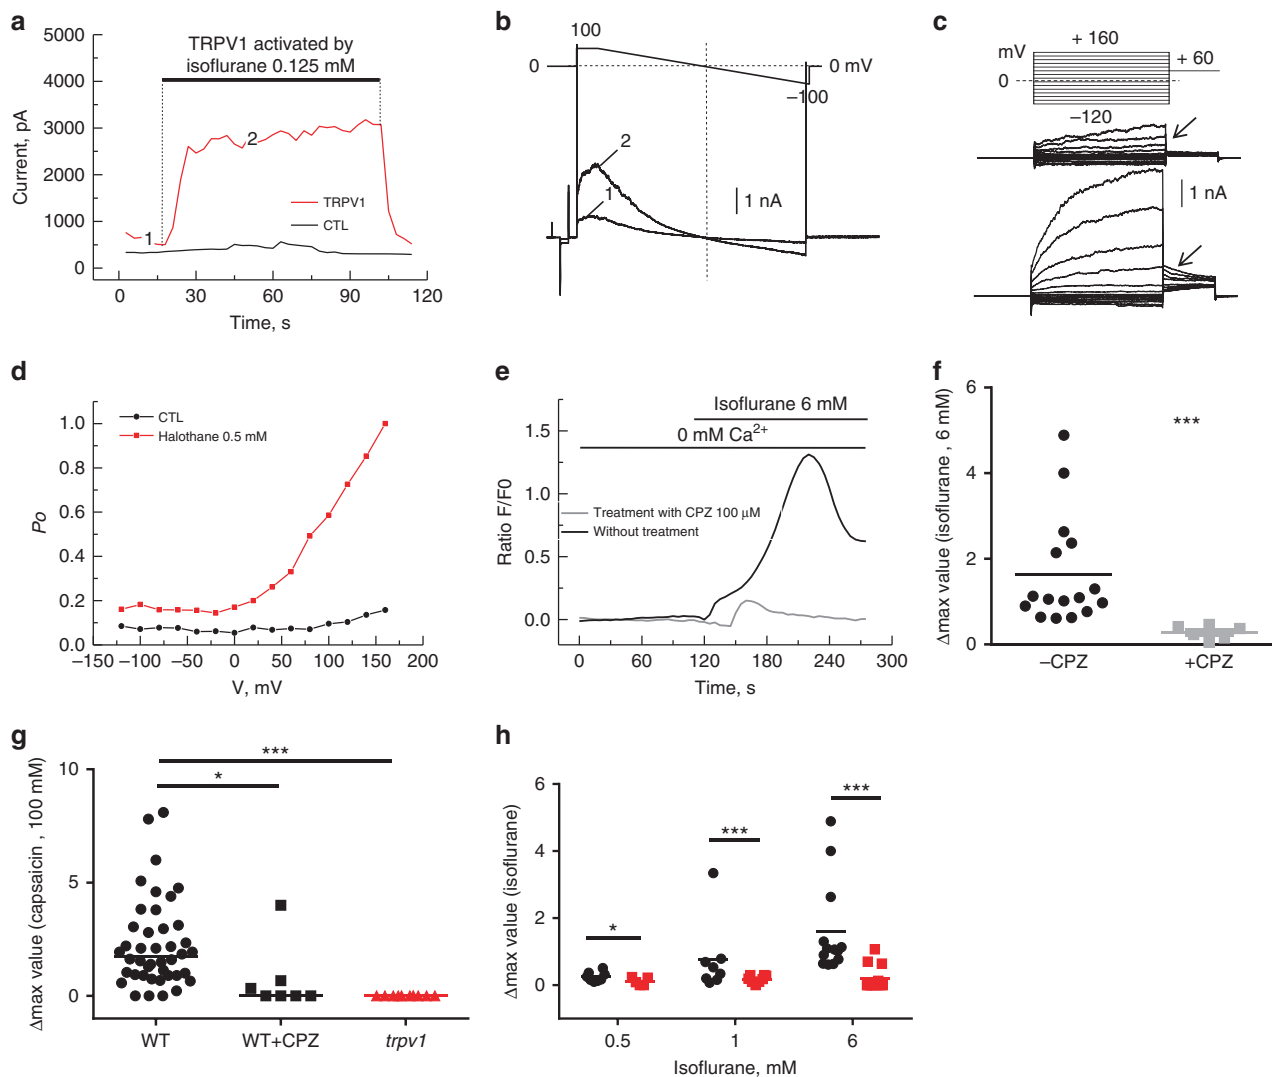 a
5000
4000
3000
2000
1000
0
Current, pA
TRPV1 activated by
isoflurane 0.125 mM
1
2
TRPV1
CTL
0
30
60
90
120
Time, s
b
100
0
0 mV
−100
2
1
1 nA
c
mV
+ 160
+ 60
0
−120
1 nA
d
CTL
Halothane 0.5 mM
1.0
0.8
0.6
0.4
0.2
0.0
Po
−150
−100
−50
0
50
100
150
200
V, mV
e
Isoflurane 6 mM
0 mM Ca2+
1.5
1.0
0.5
0.0
Ratio F/F0
Treatment with CPZ 100 μM
Without treatment
0
60
120
180
240
300
Time, s
f
6
4
2
0
Δmax value (isoflurane , 6 mM)
***
−CPZ
+CPZ
g
***
*
10
5
0
Δmax value (capsaicin , 100 mM)
WT
WT+CPZ
trpv1
h
6
4
2
0
Δmax value (isoflurane)
*
***
***
0.5
1
6
Isoflurane, mM